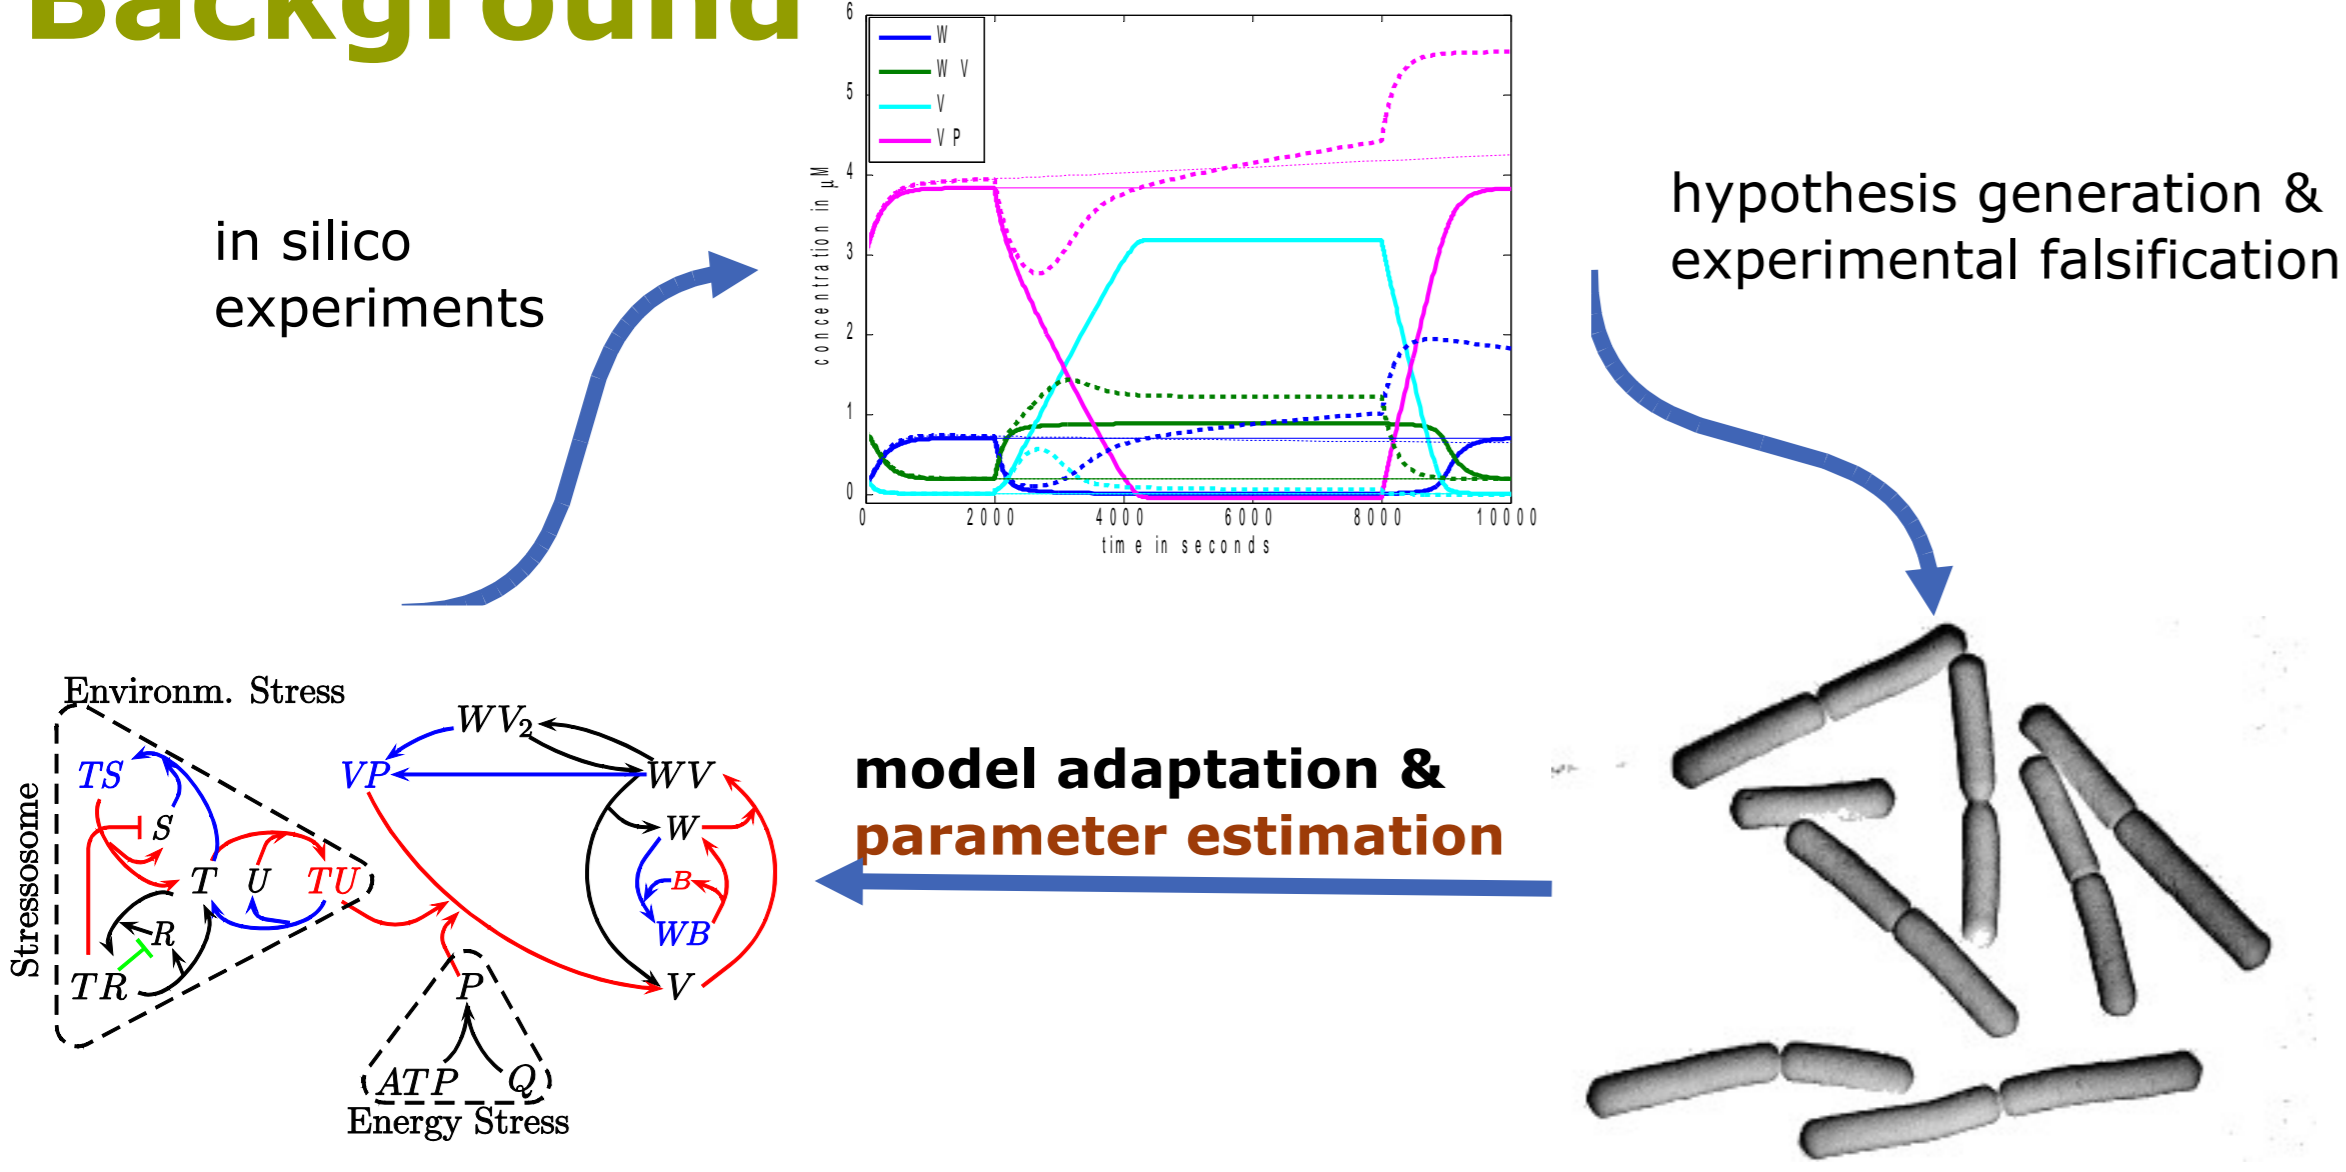 Background
6
W
W V
V
V P
5
4
3
2
1
0
concentration in µM
0 2000 4000 6000 8000 10000
time in seconds
in silico
experiments
hypothesis generation &
experimental falsification
model adaptation &
parameter estimation
Environm. Stress
Stressosome
TS
S
T U TU
R
TR
WV2
VP
WV
W
B
WB
V
P
ATP Q
Energy Stress